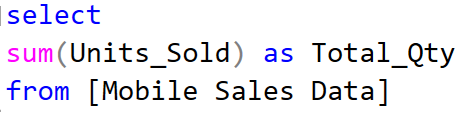 select
sum(Units_Sold) as Total_Qty
from [Mobile Sales Data]